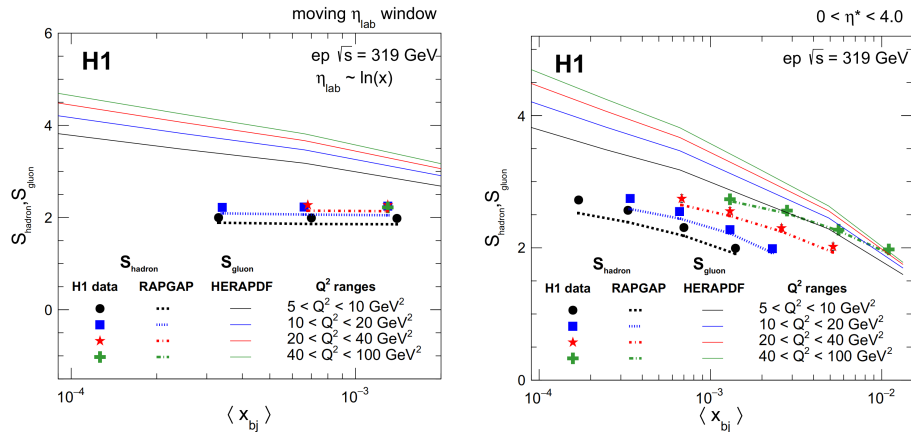 moving η_lab window
S_hadron, S_gluon
6
4
2
0
H1
ep √s = 319 GeV
η_lab ~ ln(x)
S_hadron S_gluon
H1 data RAPGAP HERAPDF Q² ranges
5 < Q² < 10 GeV²
10 < Q² < 20 GeV²
20 < Q² < 40 GeV²
40 < Q² < 100 GeV²
10⁻⁴ 10⁻³
⟨ x_bj ⟩
0 < η* < 4.0
S_hadron, S_gluon
4
2
0
H1
ep √s = 319 GeV
S_hadron S_gluon
H1 data RAPGAP HERAPDF Q² ranges
5 < Q² < 10 GeV²
10 < Q² < 20 GeV²
20 < Q² < 40 GeV²
40 < Q² < 100 GeV²
10⁻⁴ 10⁻³ 10⁻²
⟨ x_bj ⟩